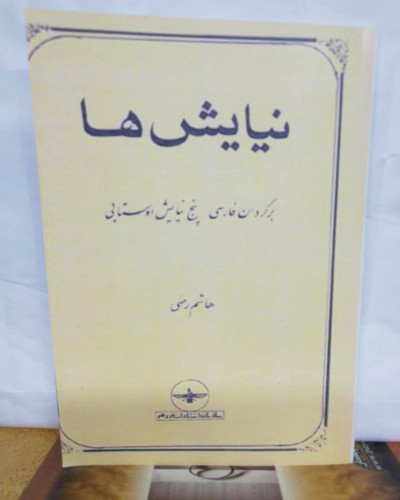 نیایش ها
برگردان فارسی پنج نیایش اوستایی
هاشم رضی